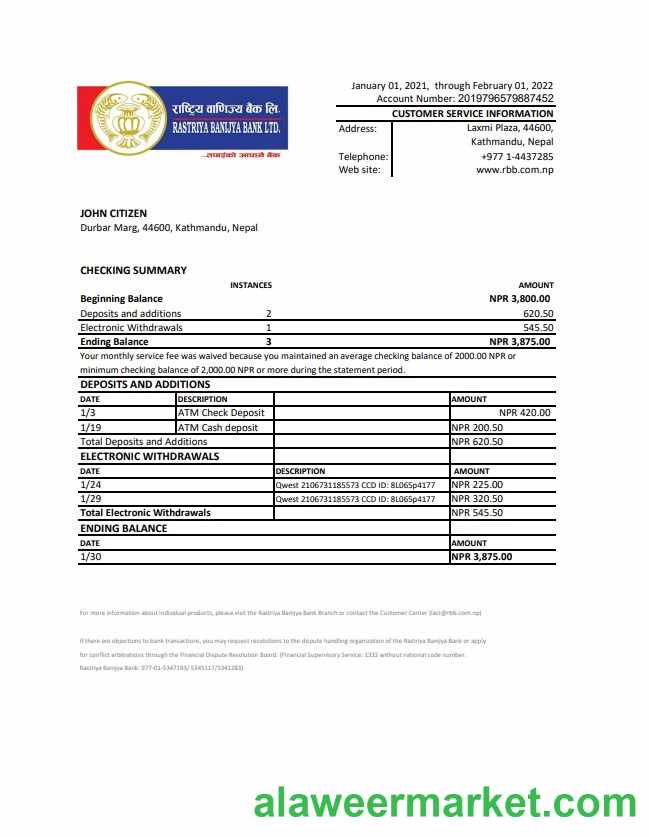 राष्ट्रिय वाणिज्य बैंक लि.
RASTRIYA BANIJYA BANK LTD.
...तपाईंको आफ्नो बैंक
January 01, 2021, through February 01, 2022
Account Number: 2019796579887452
CUSTOMER SERVICE INFORMATION
Address: Laxmi Plaza, 44600,
Kathmandu, Nepal
Telephone: +977 1-4437285
Web site: www.rbb.com.np
JOHN CITIZEN
Durbar Marg, 44600, Kathmandu, Nepal
CHECKING SUMMARY
INSTANCES AMOUNT
Beginning Balance NPR 3,800.00
Deposits and additions 2 620.50
Electronic Withdrawals 1 545.50
Ending Balance 3 NPR 3,875.00
Your monthly service fee was waived because you maintained an average checking balance of 2000.00 NPR or
minimum checking balance of 2,000.00 NPR or more during the statement period.
DEPOSITS AND ADDITIONS
DATE DESCRIPTION AMOUNT
1/3 ATM Check Deposit NPR 420.00
1/19 ATM Cash deposit NPR 200.50
Total Deposits and Additions NPR 620.50
ELECTRONIC WITHDRAWALS
DATE DESCRIPTION AMOUNT
1/24 Qwest 2106731185573 CCD ID: 8L065p4177 NPR 225.00
1/29 Qwest 2106731185573 CCD ID: 8L065p4177 NPR 320.50
Total Electronic Withdrawals NPR 545.50
ENDING BALANCE
DATE AMOUNT
1/30 NPR 3,875.00
For more information about individual products, please visit the Rastriya Banijya Bank Branch or contact the Customer Center
If there are objections to bank transactions, you may request resolutions to the dispute handling organization of the Rastriya Banijya Bank or apply
for conflict arbitrations through the Financial Dispute Resolution Board. (Financial Supervisory Service: 1332 without national code number.
Rastriya Banijya Bank: 977-01-5347193/ 5345117/5341283)
alaweermarket.com